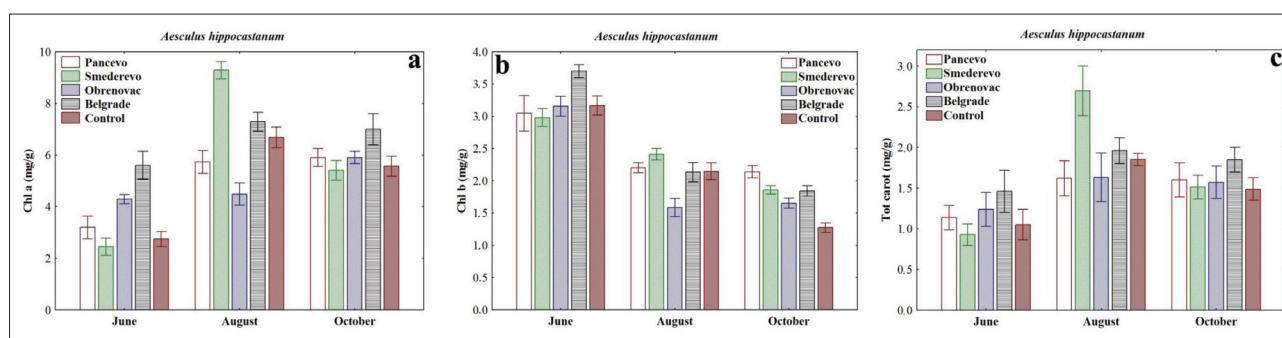 Aesculus hippocastanum
a
10
8
6
4
2
0
Chl a (mg/g)
Pancevo
Smederevo
Obrenovac
Belgrade
Control
June August October
Aesculus hippocastanum
b
4.0
3.5
3.0
2.5
2.0
1.5
1.0
0.5
0.0
Chl b (mg/g)
Pancevo
Smederevo
Obrenovac
Belgrade
Control
June August October
Aesculus hippocastanum
c
3.0
2.5
2.0
1.5
1.0
0.5
0.0
Tot carot (mg/g)
Pancevo
Smederevo
Obrenovac
Belgrade
Control
June August October